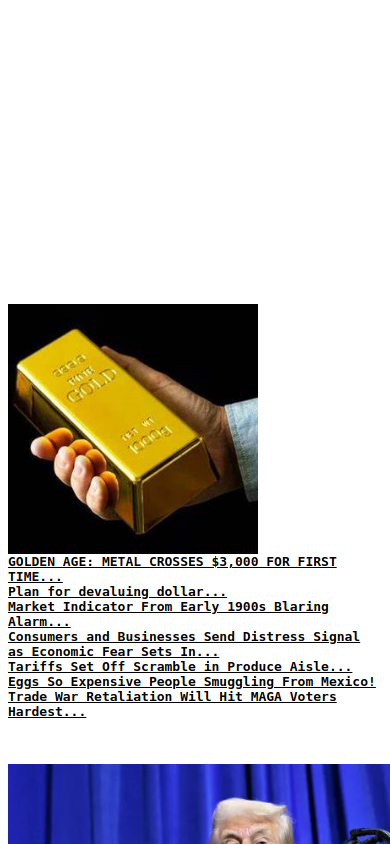 GOLD
GOLDEN AGE: METAL CROSSES $3,000 FOR FIRST
TIME...
Plan for devaluing dollar...
Market Indicator From Early 1900s Blaring
Alarm...
Consumers and Businesses Send Distress Signal
as Economic Fear Sets In...
Tariffs Set Off Scramble in Produce Aisle...
Eggs So Expensive People Smuggling From Mexico!
Trade War Retaliation Will Hit MAGA Voters
Hardest...